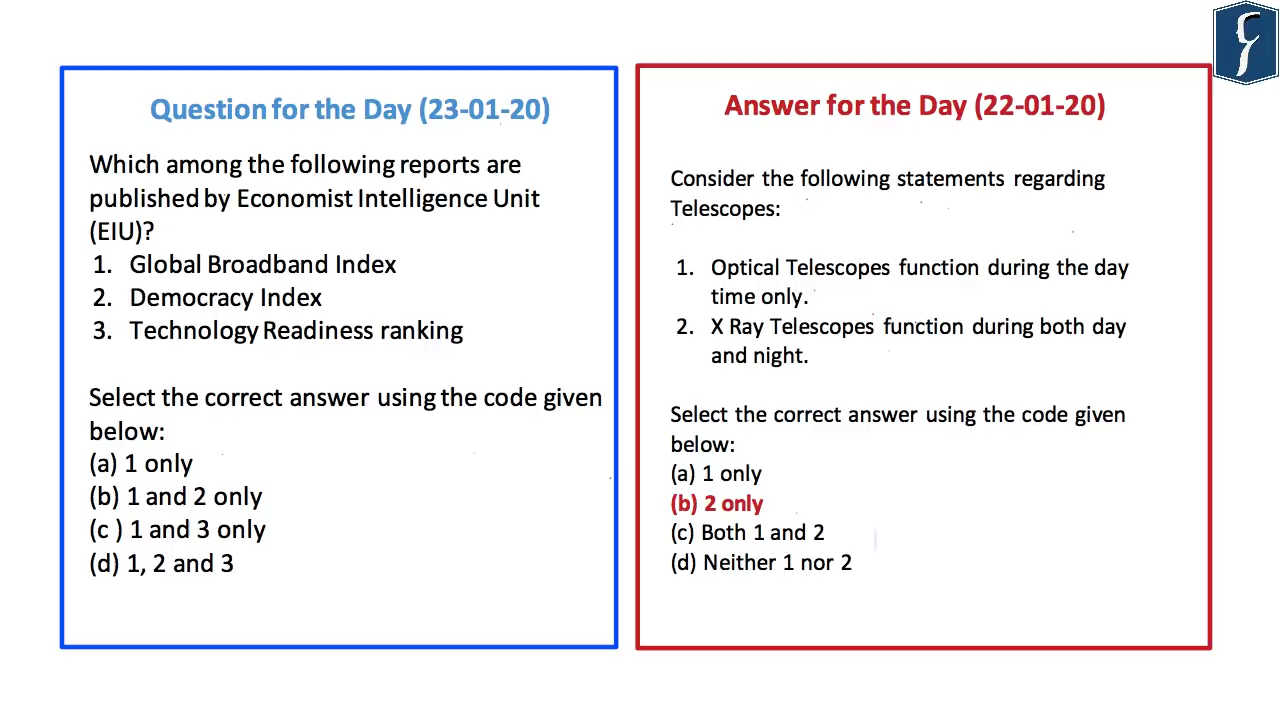 Question for the Day (23-01-20)
Which among the following reports are
published by Economist Intelligence Unit
(EIU)?
1. Global Broadband Index
2. Democracy Index
3. Technology Readiness ranking
Select the correct answer using the code given
below:
(a) 1 only
(b) 1 and 2 only
(c ) 1 and 3 only
(d) 1, 2 and 3
Answer for the Day (22-01-20)
Consider the following statements regarding
Telescopes:
1. Optical Telescopes function during the day
time only.
2. X Ray Telescopes function during both day
and night.
Select the correct answer using the code given
below:
(a) 1 only
(b) 2 only
(c) Both 1 and 2
(d) Neither 1 nor 2